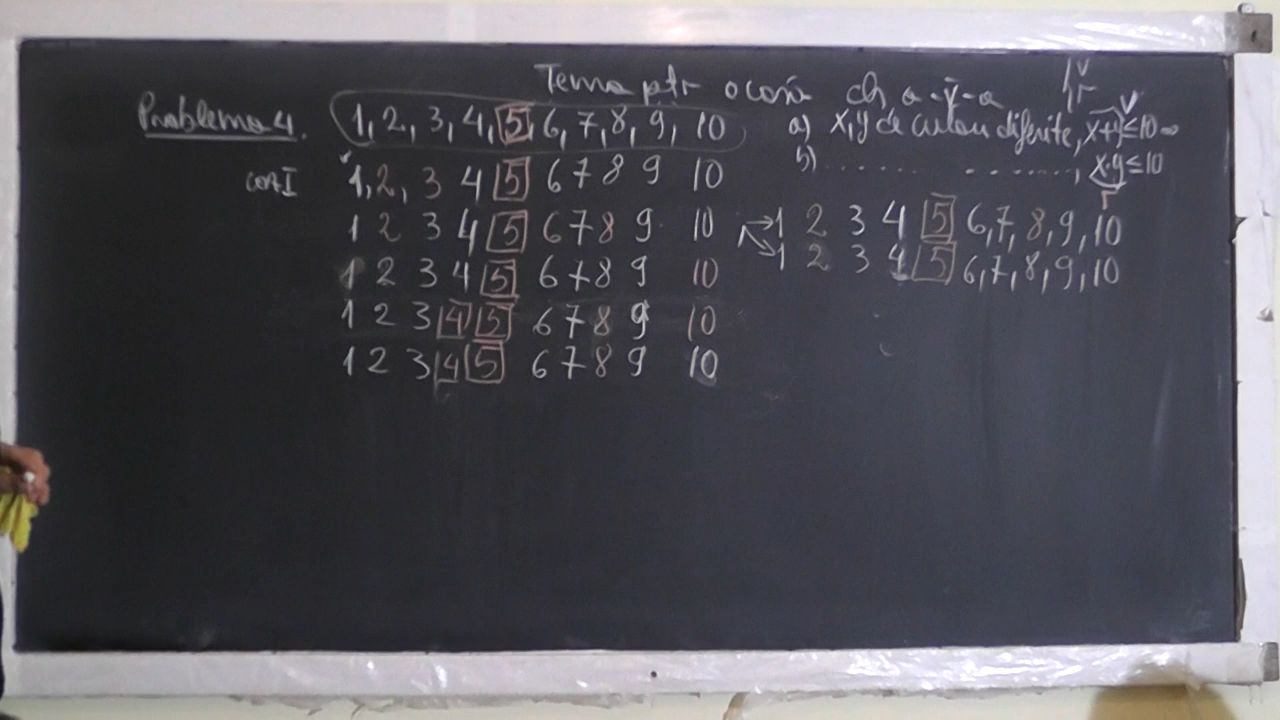 Tema ptr acasă cls a -V- a
Problema 4. 1, 2, 3, 4, 5, 6, 7, 8, 9, 10
a) x, y de culori diferite, x+y≤10
V
b) ..... ......, x·y≤10
r
caz I 1, 2, 3 4 5 6 7 8 9 10
1 2 3 4 5 6 7 8 9 10
1 2 3 4 5 6, 7, 8, 9, 10
1 2 3 4 5 6 7 8 9 10
1 2 3 4 5 6, 7, 8, 9, 10
1 2 3 4 5 6 7 8 9 10
1 2 3 4 5 6 7 8 9 10